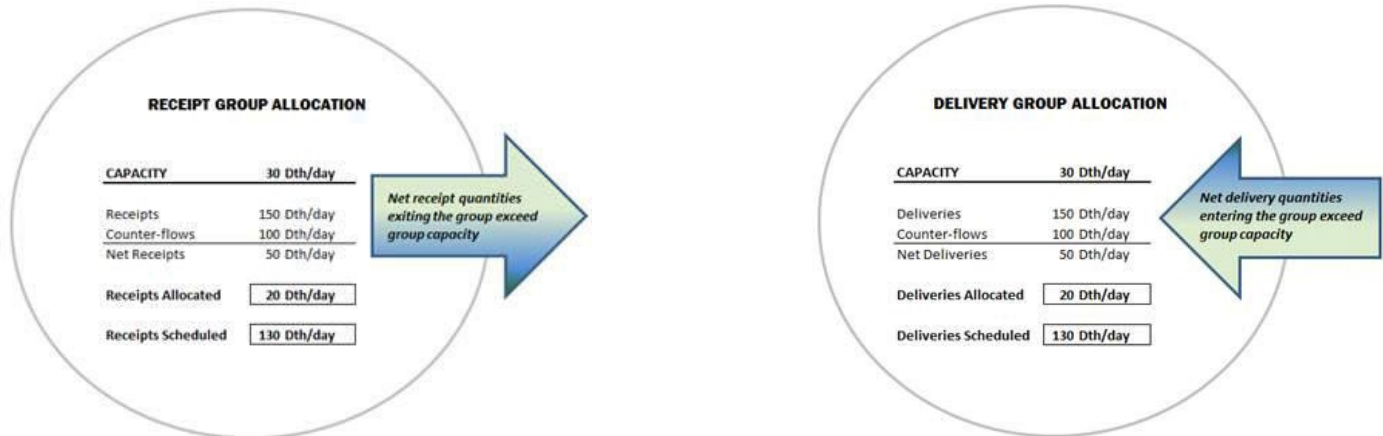 RECEIPT GROUP ALLOCATION
CAPACITY 30 Dth/day
Receipts 150 Dth/day
Counter-flows 100 Dth/day
Net Receipts 50 Dth/day
Receipts Allocated 20 Dth/day
Receipts Scheduled 130 Dth/day
Net receipt quantities
exiting the group exceed
group capacity
DELIVERY GROUP ALLOCATION
CAPACITY 30 Dth/day
Deliveries 150 Dth/day
Counter-flows 100 Dth/day
Net Deliveries 50 Dth/day
Deliveries Allocated 20 Dth/day
Deliveries Scheduled 130 Dth/day
Net delivery quantities
entering the group exceed
group capacity